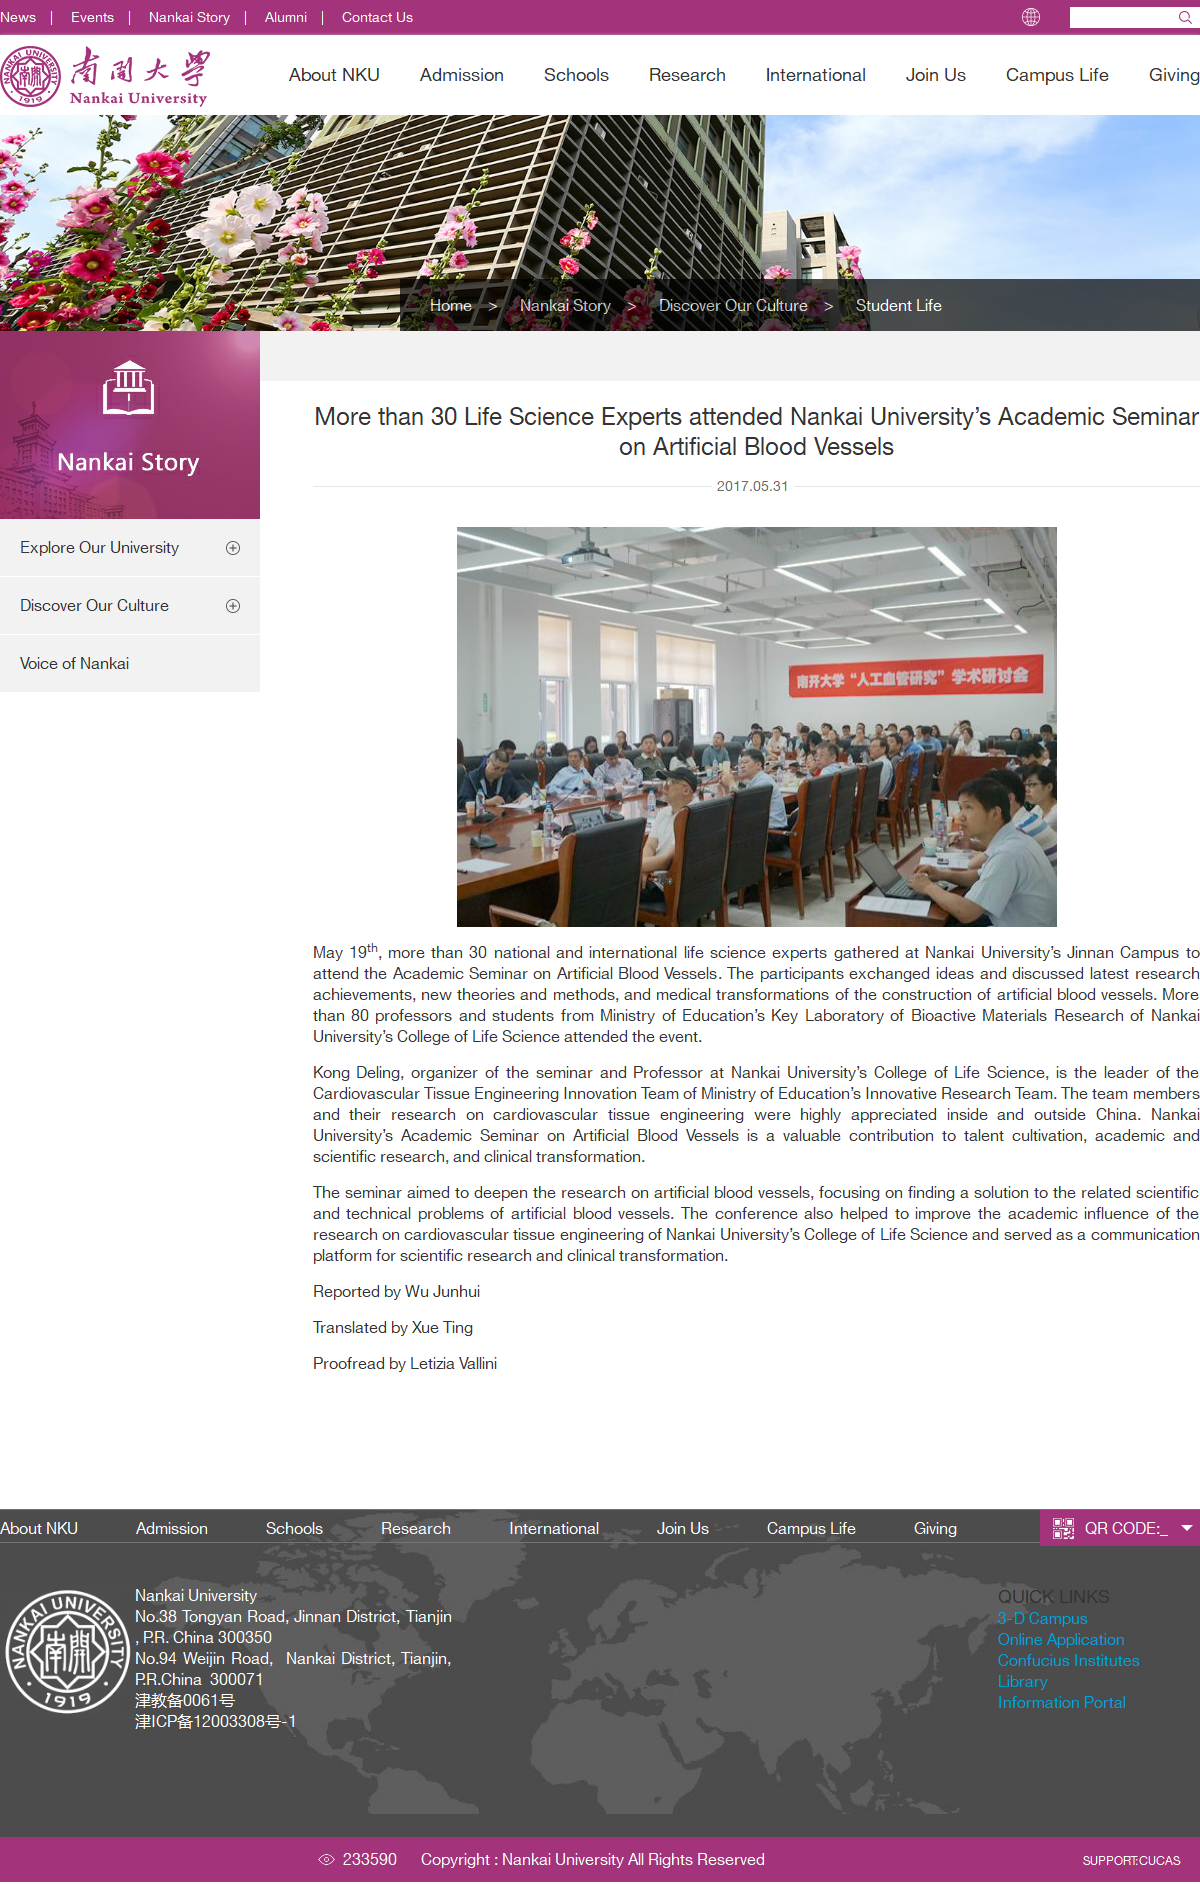 News | Events | Nankai Story | Alumni | Contact Us
NANKAI UNIVERSITY
1919
南開大學
Nankai University
About NKU Admission Schools Research International Join Us Campus Life Giving
Home > Nankai Story > Discover Our Culture > Student Life
Nankai Story
Explore Our University
Discover Our Culture
Voice of Nankai
More than 30 Life Science Experts attended Nankai University’s Academic Seminar
on Artificial Blood Vessels
2017.05.31
南开大学“人工血管研究”学术研讨会
May 19th, more than 30 national and international life science experts gathered at Nankai University’s Jinnan Campus to
attend the Academic Seminar on Artificial Blood Vessels. The participants exchanged ideas and discussed latest research
achievements, new theories and methods, and medical transformations of the construction of artificial blood vessels. More
than 80 professors and students from Ministry of Education’s Key Laboratory of Bioactive Materials Research of Nankai
University’s College of Life Science attended the event.
Kong Deling, organizer of the seminar and Professor at Nankai University’s College of Life Science, is the leader of the
Cardiovascular Tissue Engineering Innovation Team of Ministry of Education’s Innovative Research Team. The team members
and their research on cardiovascular tissue engineering were highly appreciated inside and outside China. Nankai
University’s Academic Seminar on Artificial Blood Vessels is a valuable contribution to talent cultivation, academic and
scientific research, and clinical transformation.
The seminar aimed to deepen the research on artificial blood vessels, focusing on finding a solution to the related scientific
and technical problems of artificial blood vessels. The conference also helped to improve the academic influence of the
research on cardiovascular tissue engineering of Nankai University’s College of Life Science and served as a communication
platform for scientific research and clinical transformation.
Reported by Wu Junhui
Translated by Xue Ting
Proofread by Letizia Vallini
About NKU Admission Schools Research International Join Us Campus Life Giving QR CODE:_
NANKAI UNIVERSITY
南開
1919
Nankai University
No.38 Tongyan Road, Jinnan District, Tianjin
, P.R. China 300350
No.94 Weijin Road, Nankai District, Tianjin,
P.R.China 300071
津教备0061号
津ICP备12003308号-1
QUICK LINKS
3-D Campus
Online Application
Confucius Institutes
Library
Information Portal
233590 Copyright : Nankai University All Rights Reserved SUPPORT:CUCAS